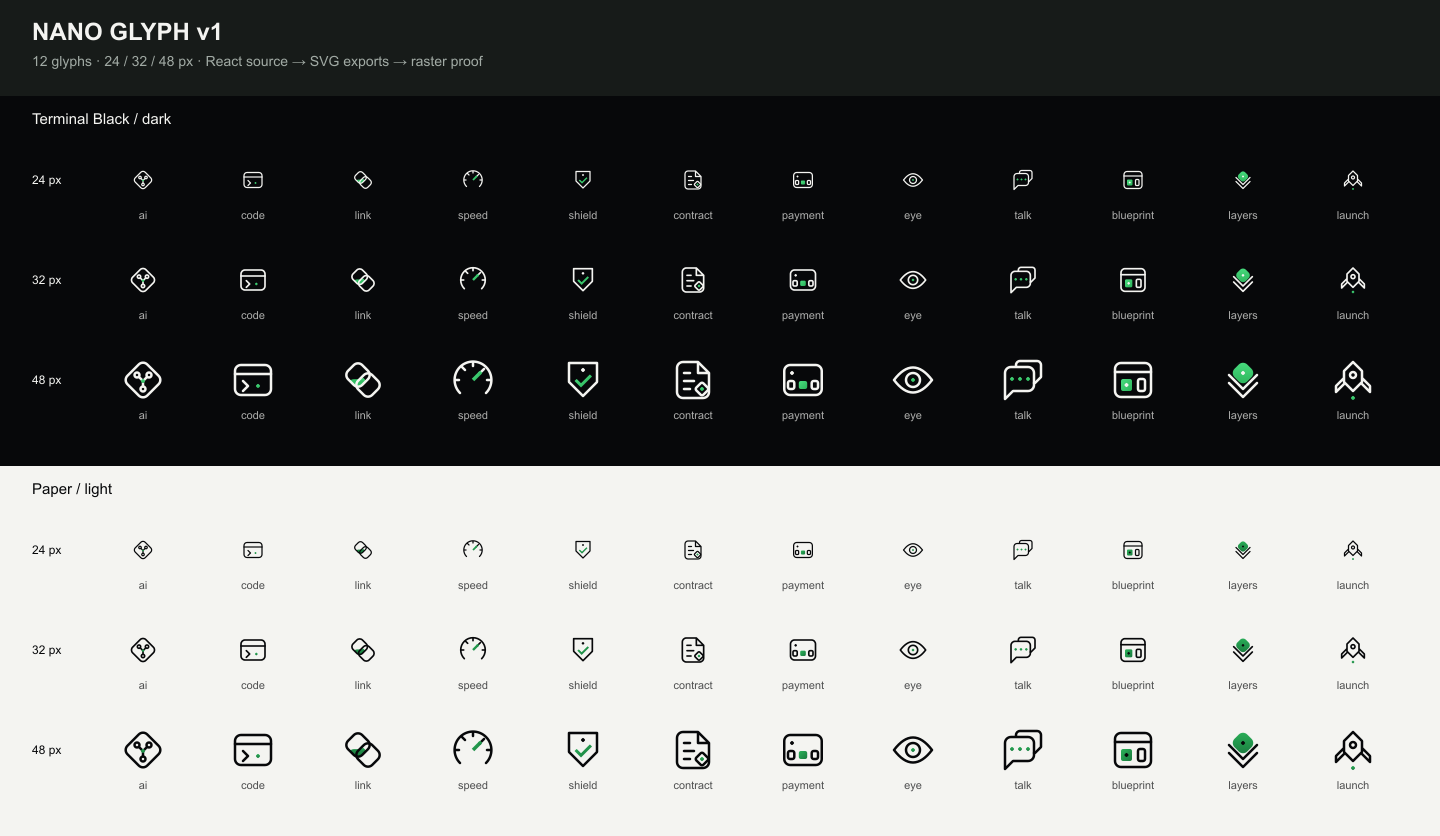 NANO GLYPH v1
12 glyphs · 24 / 32 / 48 px · React source → SVG exports → raster proof
Terminal Black / dark
24 px
ai code link speed shield contract payment eye talk blueprint layers launch
32 px
ai code link speed shield contract payment eye talk blueprint layers launch
48 px
ai code link speed shield contract payment eye talk blueprint layers launch
Paper / light
24 px
ai code link speed shield contract payment eye talk blueprint layers launch
32 px
ai code link speed shield contract payment eye talk blueprint layers launch
48 px
ai code link speed shield contract payment eye talk blueprint layers launch